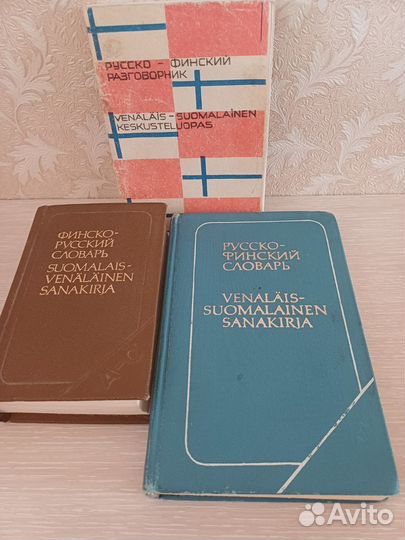 РУССКО - ФИНСКИЙ
РАЗГОВОРНИК
VENÄLÄIS - SUOMALAINEN
KESKUSTELUOPAS
ФИНСКО-
РУССКИЙ
СЛОВАРЬ
SUOMALAIS-
VENÄLÄINEN
SANAKIRJA
РУССКО-
ФИНСКИЙ
СЛОВАРЬ
VENÄLÄIS-
SUOMALAINEN
SANAKIRJA
Avito